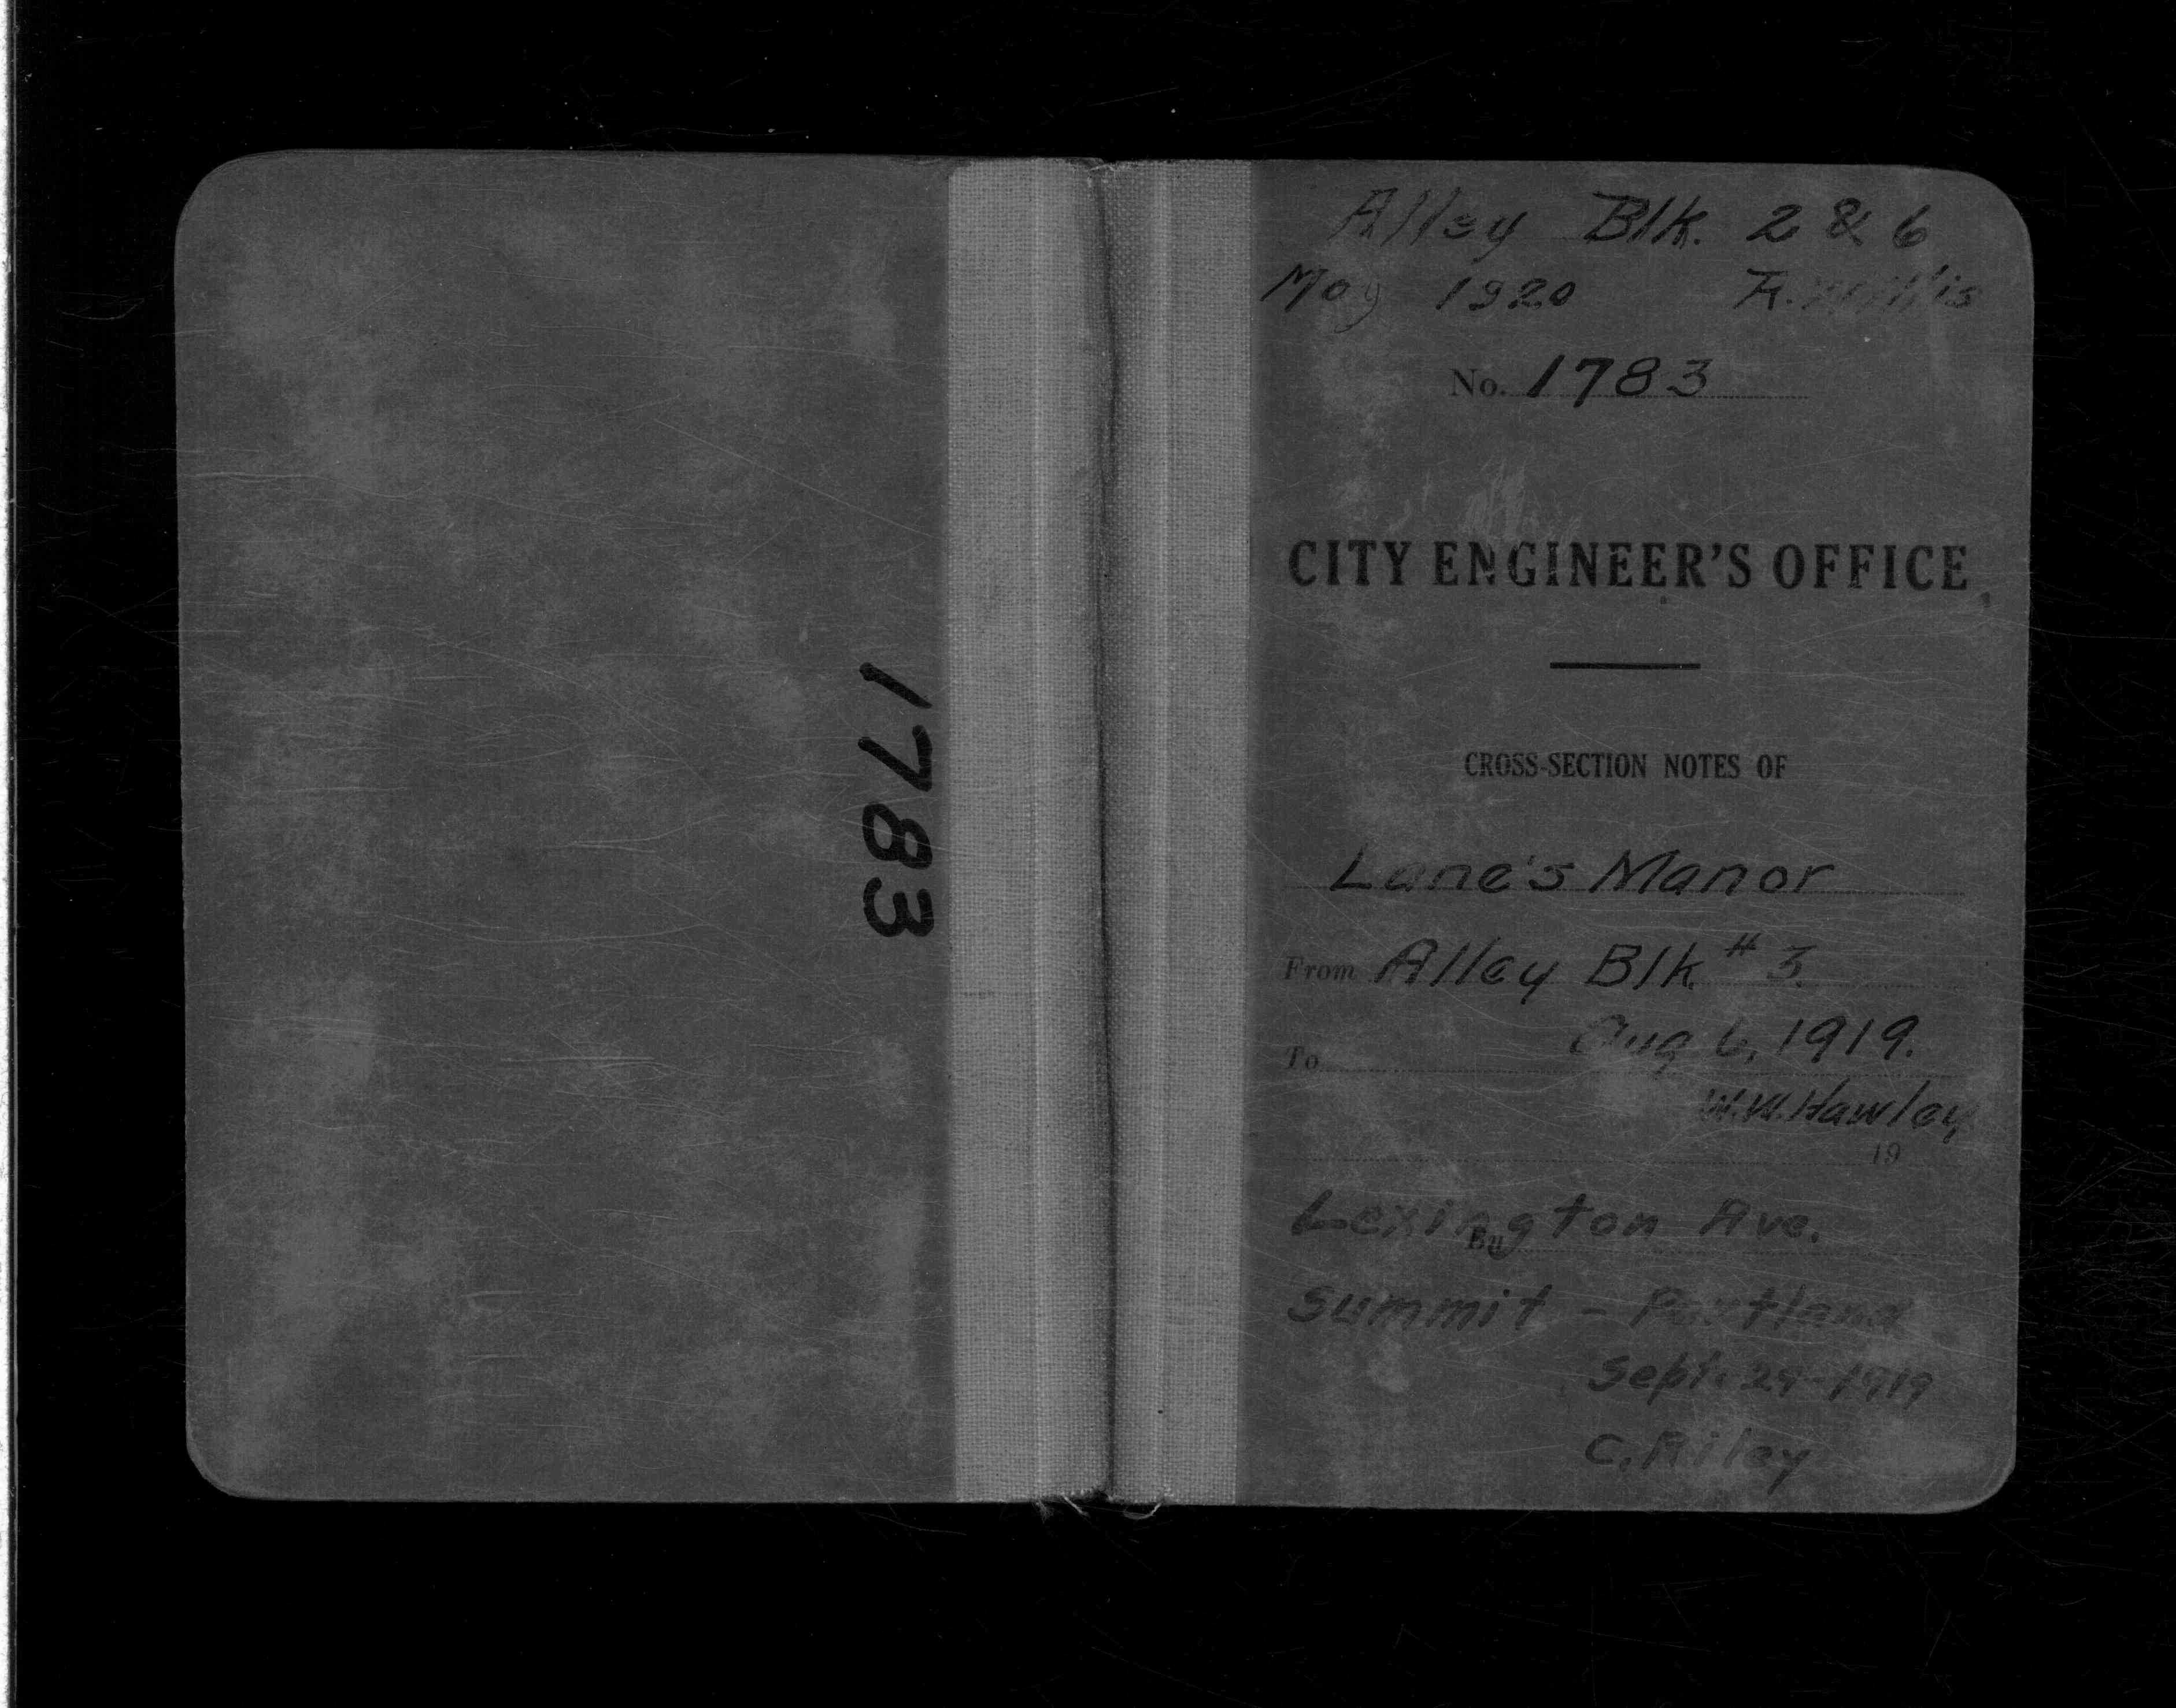 1783
Alley Blk. 2 & 6
May 1920
No. 1783
CITY ENGINEER'S OFFICE
CROSS-SECTION NOTES OF
Lane's Manor
From Alley Blk #3.
To Aug 6, 1919.
W.W. Hawley
19
Lexington Ave.
By
Summit - Portland
Sept. 29-1919
C. Riley